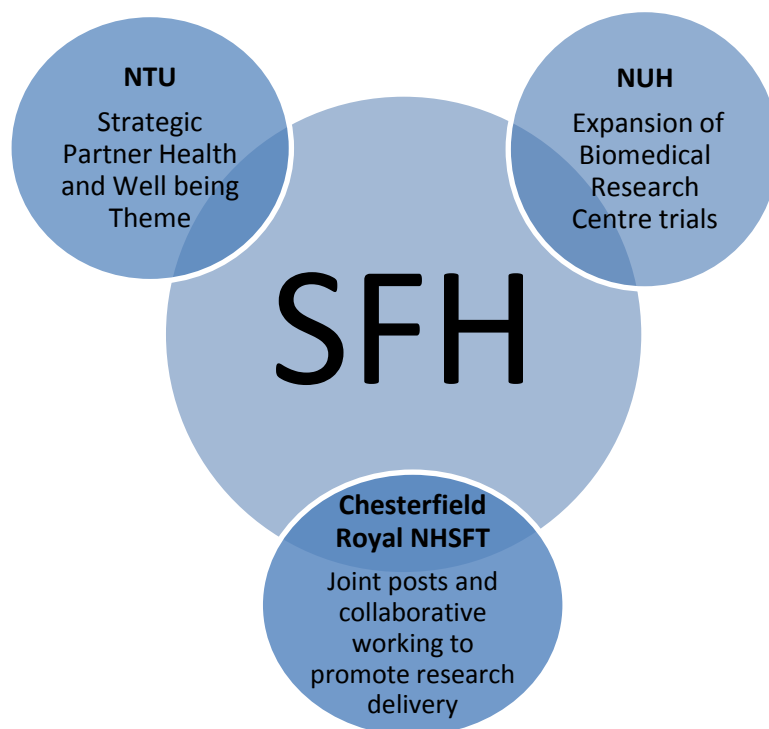 NTU
Strategic
Partner Health
and Well being
Theme
NUH
Expansion of
Biomedical
Research
Centre trials
SFH
Chesterfield
Royal NHSFT
Joint posts and
collaborative
working to
promote research
delivery